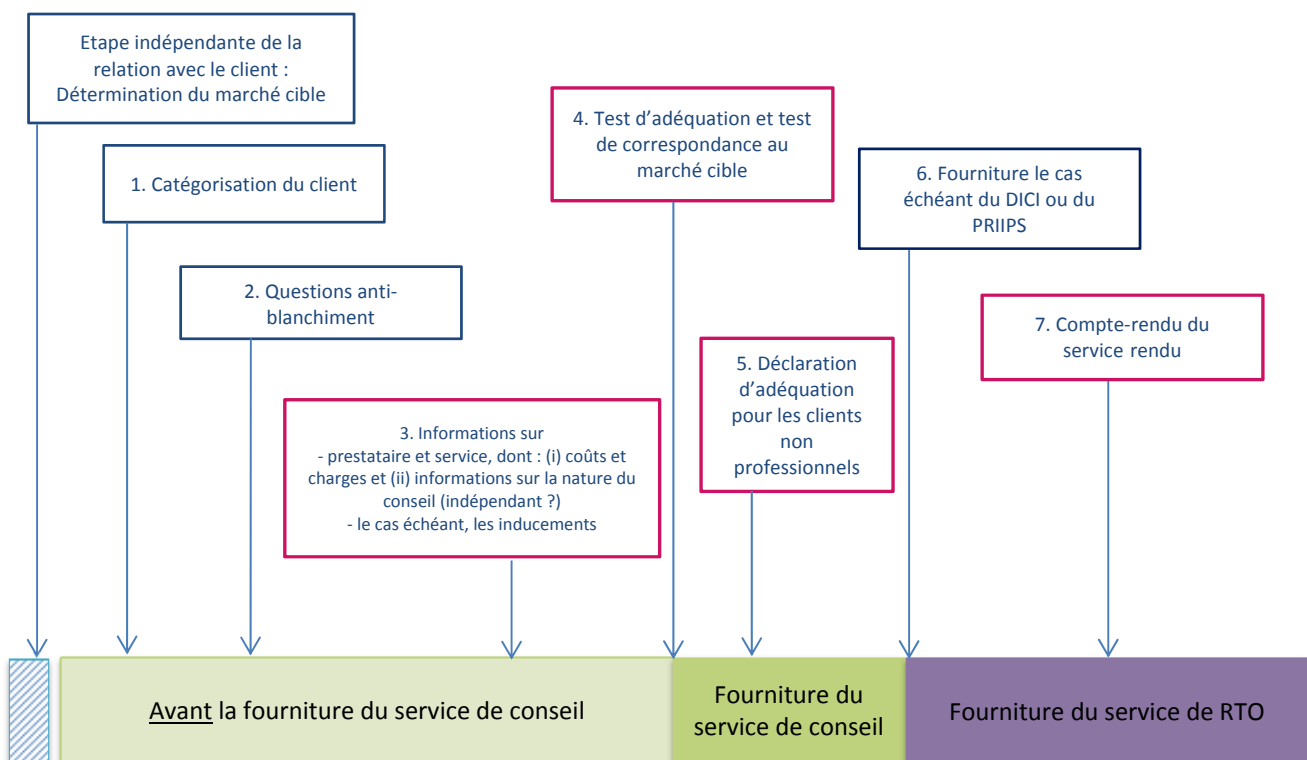 Etape indépendante de la
relation avec le client :
Détermination du marché cible
1. Catégorisation du client
2. Questions anti-
blanchiment
3. Informations sur
- prestataire et service, dont : (i) coûts et
charges et (ii) informations sur la nature du
conseil (indépendant ?)
- le cas échéant, les inducements
4. Test d’adéquation et test
de correspondance au
marché cible
5. Déclaration
d’adéquation
pour les clients
non
professionnels
6. Fourniture le cas
échéant du DICI ou du
PRIIPS
7. Compte-rendu du
service rendu
Avant la fourniture du service de conseil
Fourniture du
service de conseil
Fourniture du service de RTO